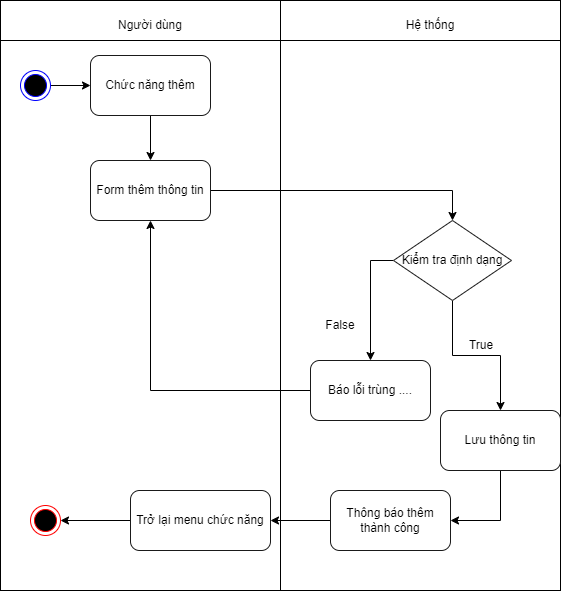 Người dùng
Hệ thống
Chức năng thêm
Form thêm thông tin
Kiểm tra định dạng
False
True
Báo lỗi trùng ....
Lưu thông tin
Thông báo thêm
thành công
Trở lại menu chức năng